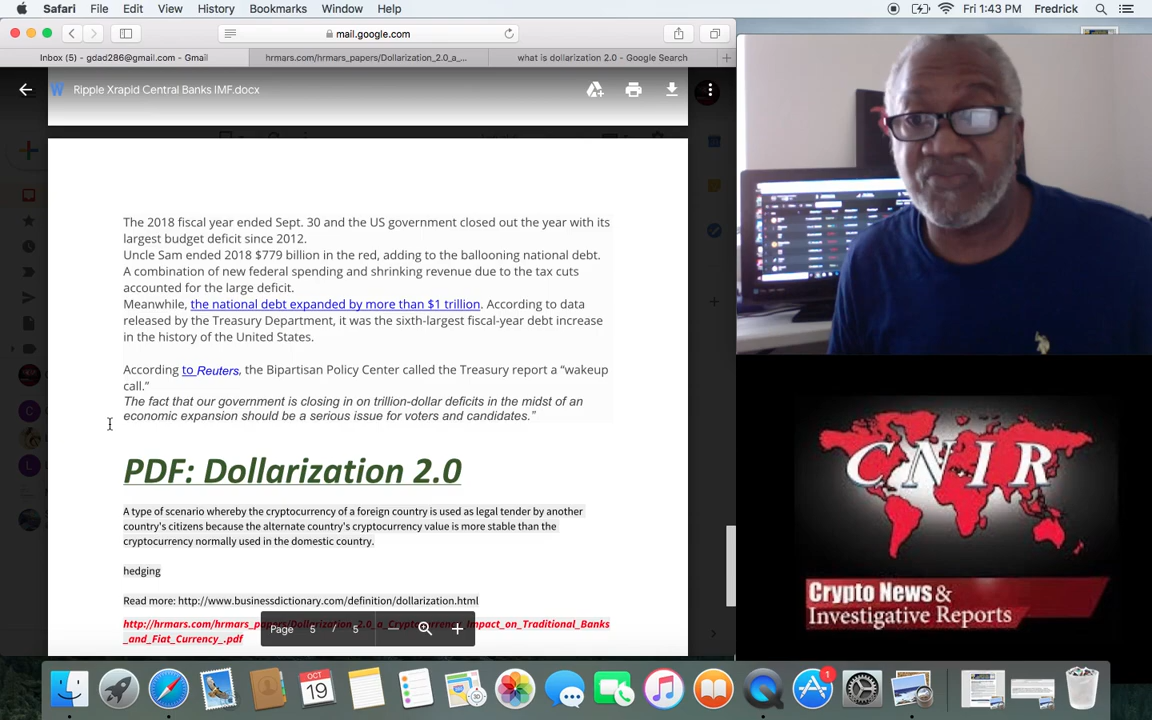 Safari File Edit View History Bookmarks Window Help
Fri 1:43 PM Fredrick
mail.google.com
Inbox (5) - gdad286@gmail.com - Gmail
hrmars.com/hrmars_papers/Dollarization_2.0_a_...
what is dollarization 2.0 - Google Search
W Ripple Xrapid Central Banks IMF.docx
The 2018 fiscal year ended Sept. 30 and the US government closed out the year with its
largest budget deficit since 2012.
Uncle Sam ended 2018 $779 billion in the red, adding to the ballooning national debt.
A combination of new federal spending and shrinking revenue due to the tax cuts
accounted for the large deficit.
Meanwhile, the national debt expanded by more than $1 trillion. According to data
released by the Treasury Department, it was the sixth-largest fiscal-year debt increase
in the history of the United States.
According to Reuters, the Bipartisan Policy Center called the Treasury report a “wakeup
call.”
The fact that our government is closing in on trillion-dollar deficits in the midst of an
economic expansion should be a serious issue for voters and candidates.”
PDF: Dollarization 2.0
A type of scenario whereby the cryptocurrency of a foreign country is used as legal tender by another
country's citizens because the alternate country's cryptocurrency value is more stable than the
cryptocurrency normally used in the domestic country.
hedging
Read more: http://www.businessdictionary.com/definition/dollarization.html
http://hrmars.com/hrmars_papers/Dollarization_2.0_a_Cryptocurrency_Impact_on_Traditional_Banks
_and_Fiat_Currency_.pdf
Page 5 / 5
CNIR
Crypto News &
Investigative Reports
OCT
19
1